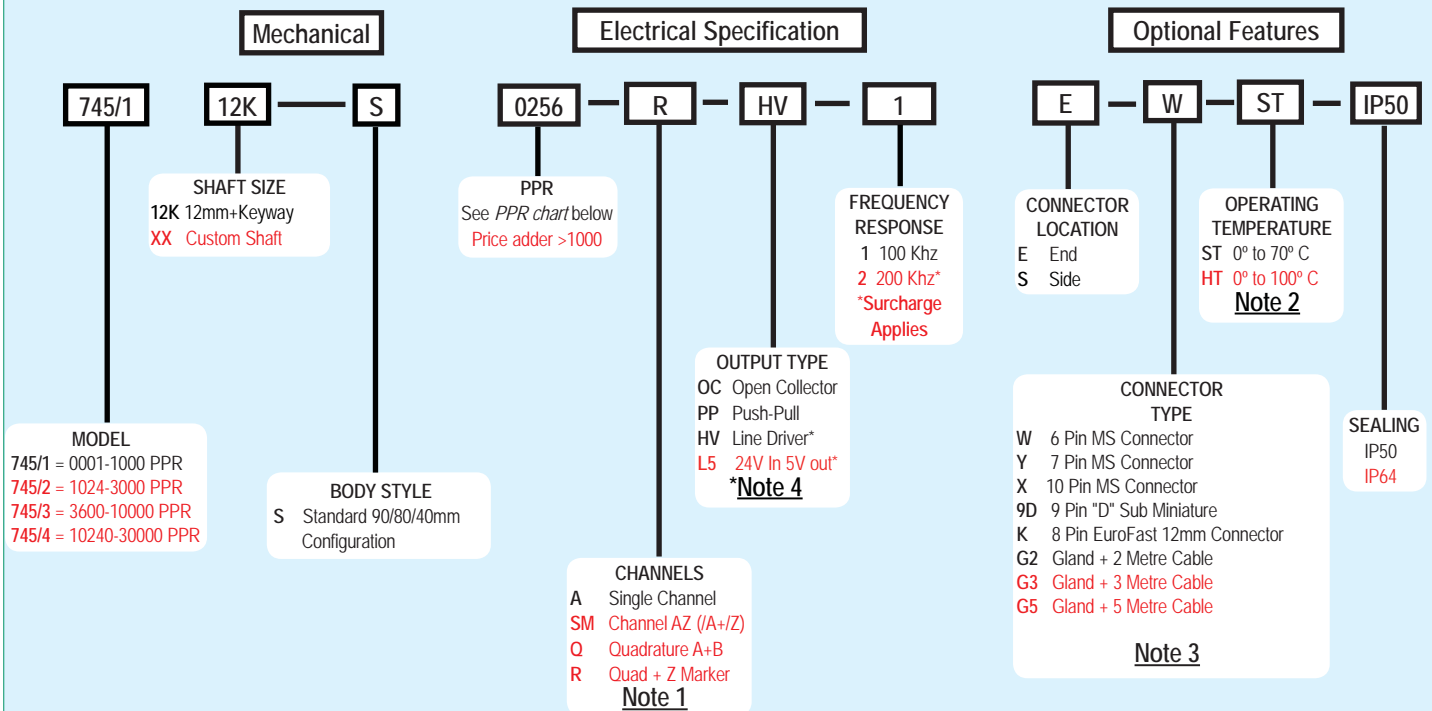 Mechanical
Electrical Specification
Optional Features
745/1
12K
S
0256
R
HV
1
E
W
ST
IP50
SHAFT SIZE
12K 12mm+Keyway
XX Custom Shaft
PPR
See PPR chart below
Price adder >1000
FREQUENCY
RESPONSE
1 100 Khz
2 200 Khz*
*Surcharge
Applies
CONNECTOR
LOCATION
E End
S Side
OPERATING
TEMPERATURE
ST 0º to 70º C
HT 0º to 100º C
Note 2
OUTPUT TYPE
OC Open Collector
PP Push-Pull
HV Line Driver*
L5 24V In 5V out*
*Note 4
CONNECTOR
TYPE
W 6 Pin MS Connector
Y 7 Pin MS Connector
X 10 Pin MS Connector
9D 9 Pin "D" Sub Miniature
K 8 Pin EuroFast 12mm Connector
G2 Gland + 2 Metre Cable
G3 Gland + 3 Metre Cable
G5 Gland + 5 Metre Cable
Note 3
SEALING
IP50
IP64
MODEL
745/1 = 0001-1000 PPR
745/2 = 1024-3000 PPR
745/3 = 3600-10000 PPR
745/4 = 10240-30000 PPR
BODY STYLE
S Standard 90/80/40mm
Configuration
CHANNELS
A Single Channel
SM Channel AZ (/A+/Z)
Q Quadrature A+B
R Quad + Z Marker
Note 1